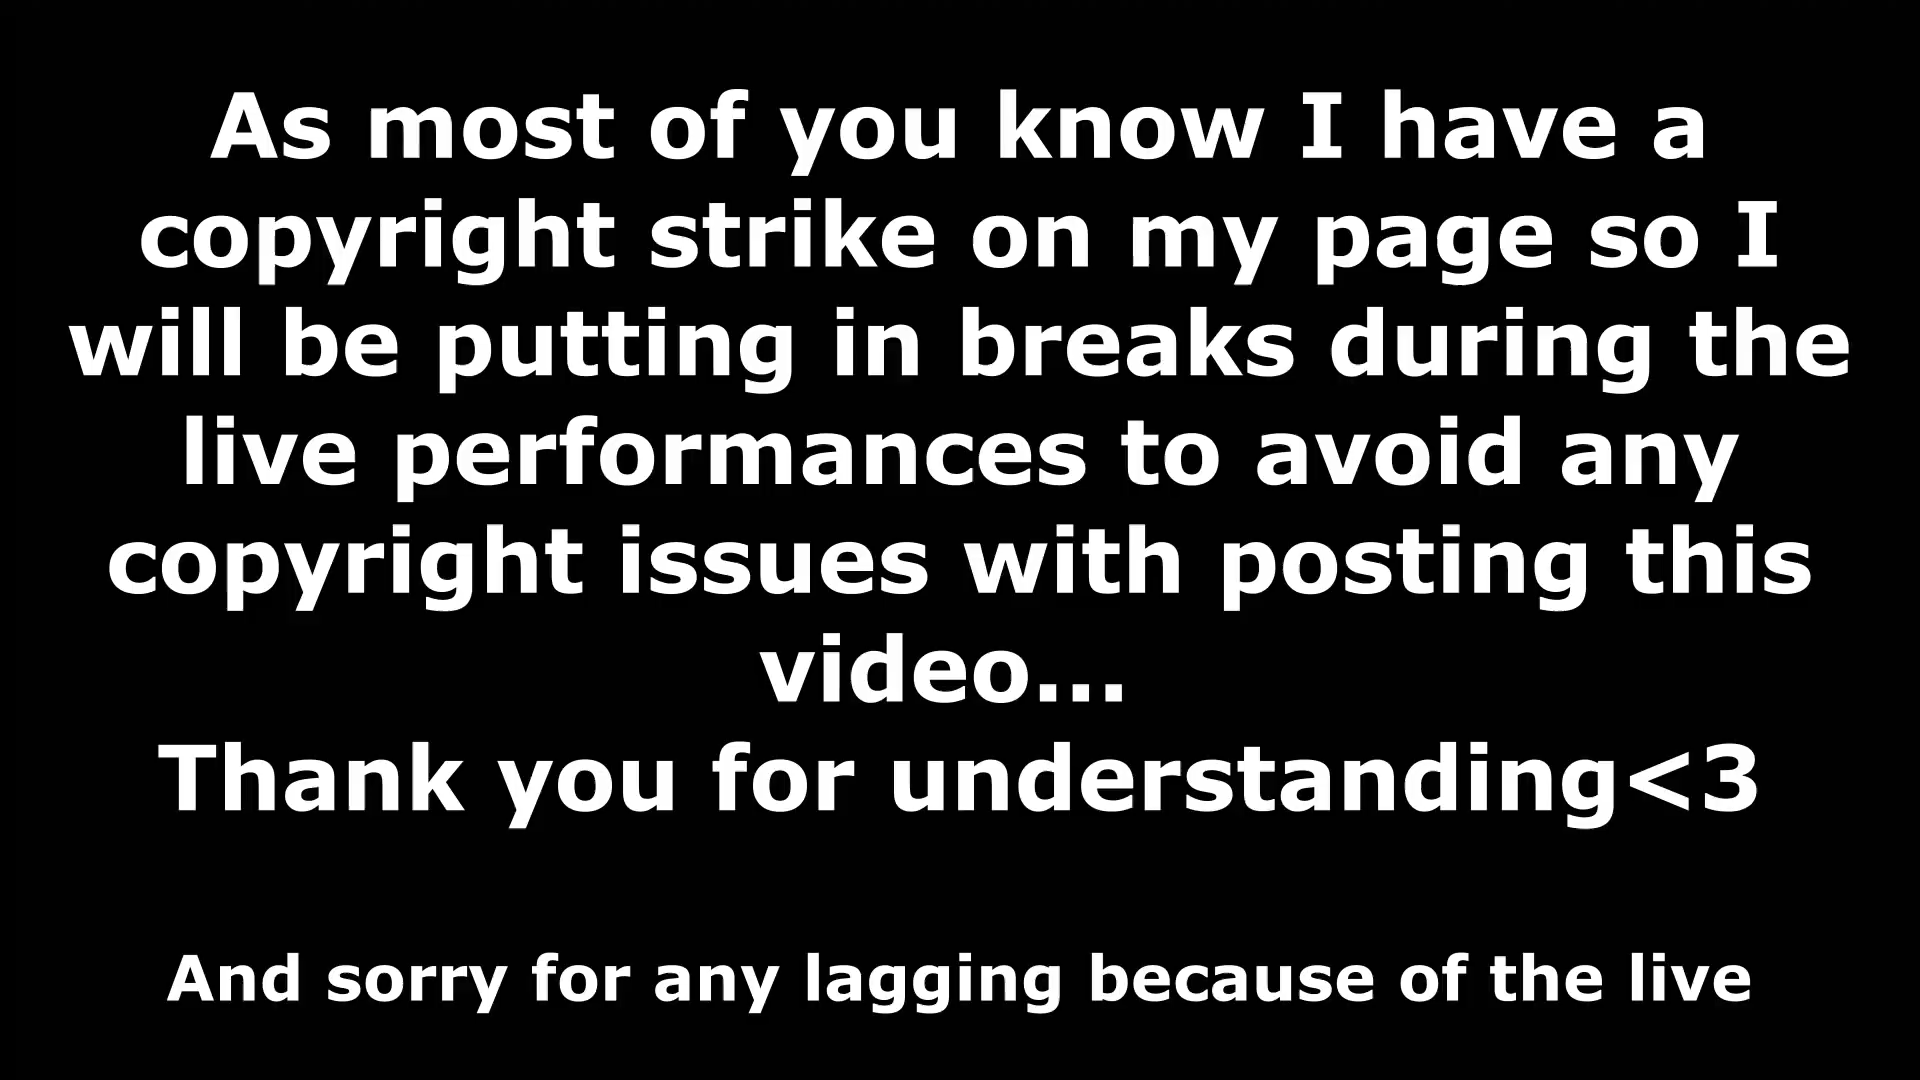 As most of you know I have a
copyright strike on my page so I
will be putting in breaks during the
live performances to avoid any
copyright issues with posting this
video...
Thank you for understanding<3
And sorry for any lagging because of the live